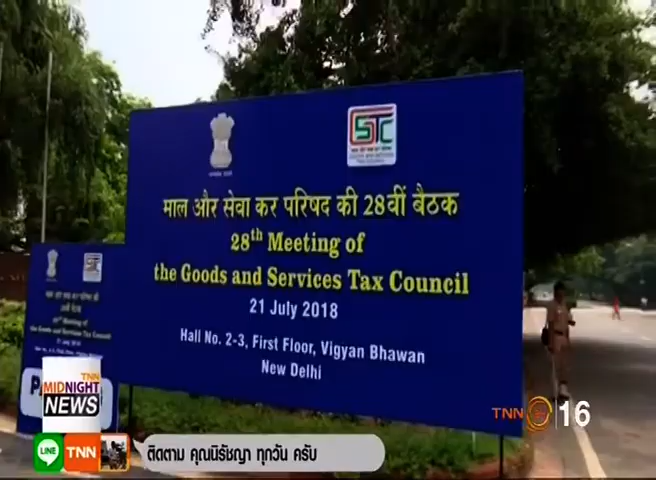 माल और सेवा कर परिषद की 28वीं बैठक
28th Meeting of
the Goods and Services Tax Council
21 July 2018
Hall No. 2-3, First Floor, Vigyan Bhawan
New Delhi
TNN
MIDNIGHT
NEWS
TNN 16
LINE TNN ติดตาม คุณนิรัชญา ทุกวัน ครับ